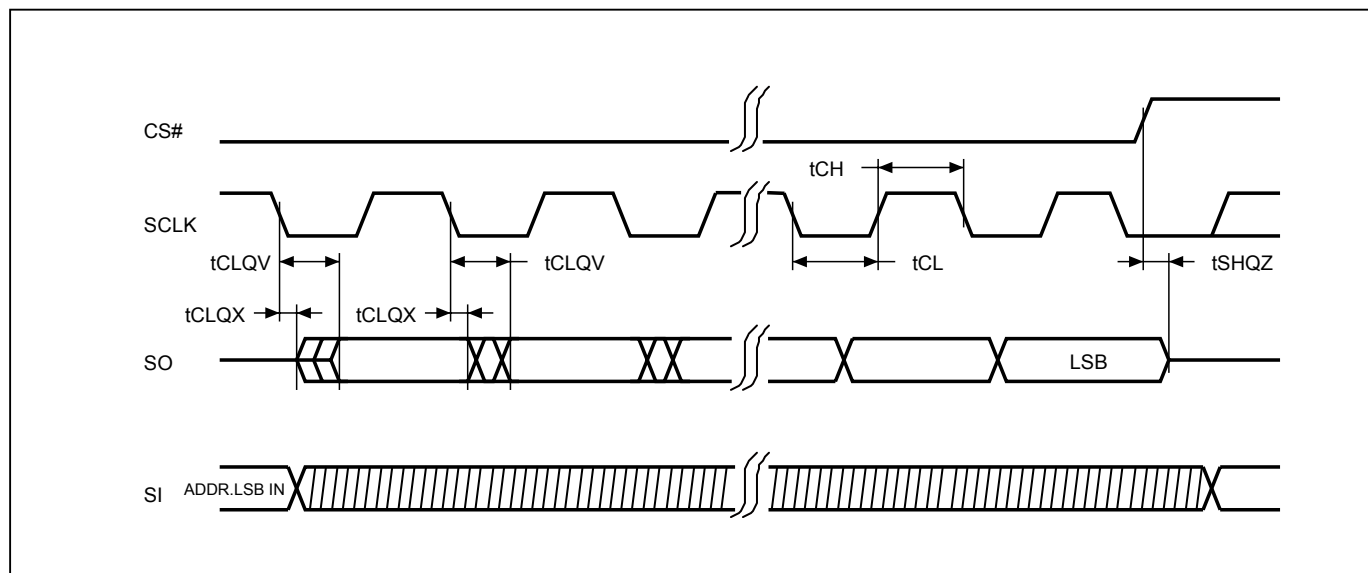 CS#
tCH
SCLK
tCLQV
tCLQV
tCL
tSHQZ
tCLQX
tCLQX
SO
LSB
SI
ADDR.LSB IN